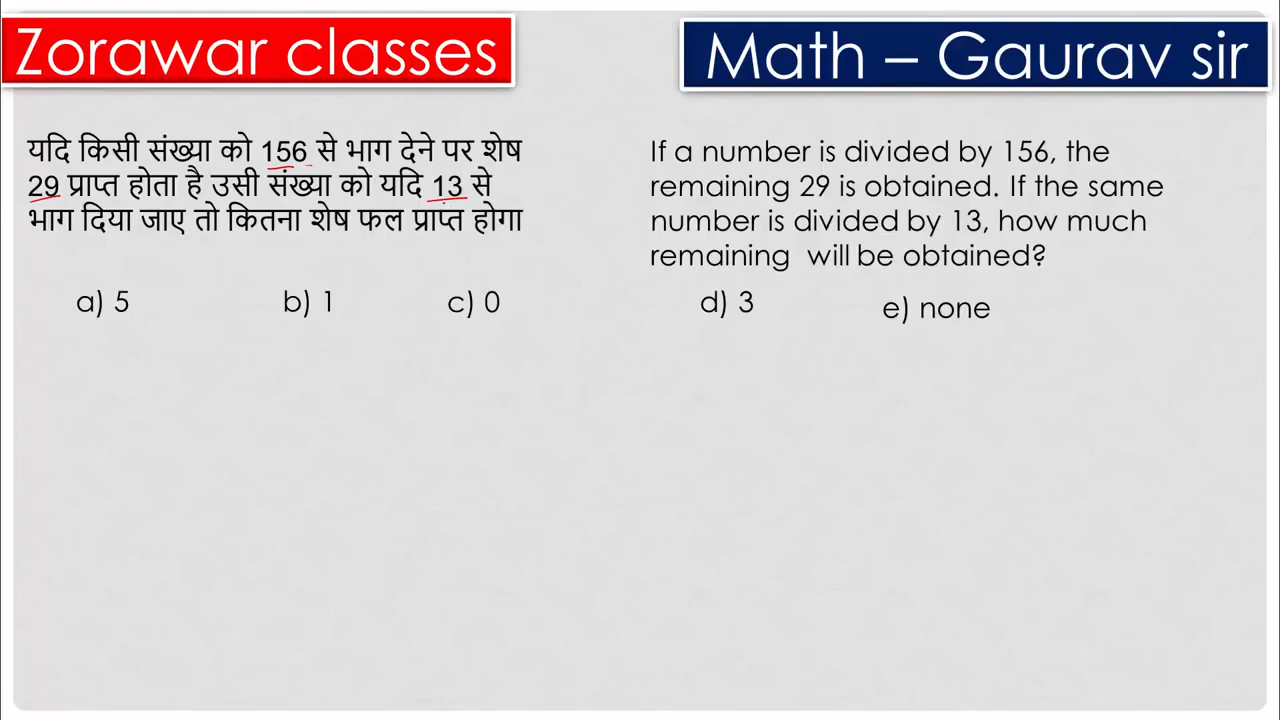 Zorawar classes
Math – Gaurav sir
यदि किसी संख्या को 156 से भाग देने पर शेष
29 प्राप्त होता है उसी संख्या को यदि 13 से
भाग दिया जाए तो कितना शेष फल प्राप्त होगा
If a number is divided by 156, the
remaining 29 is obtained. If the same
number is divided by 13, how much
remaining will be obtained?
a) 5 b) 1 c) 0 d) 3 e) none